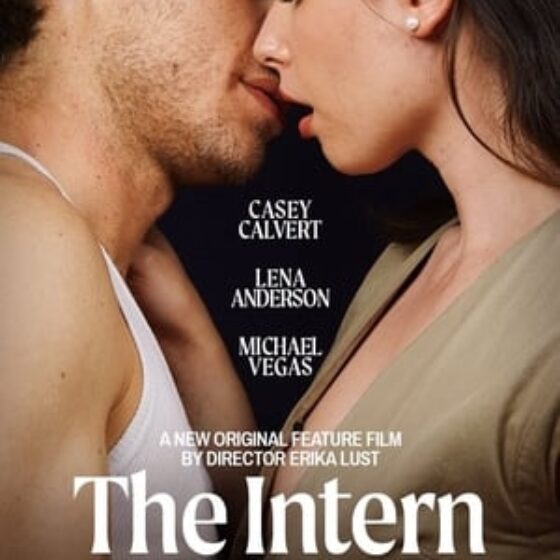 CASEY
CALVERT
LENA
ANDERSON
MICHAEL
VEGAS
A NEW ORIGINAL FEATURE FILM
BY DIRECTOR ERIKA LUST
The Intern